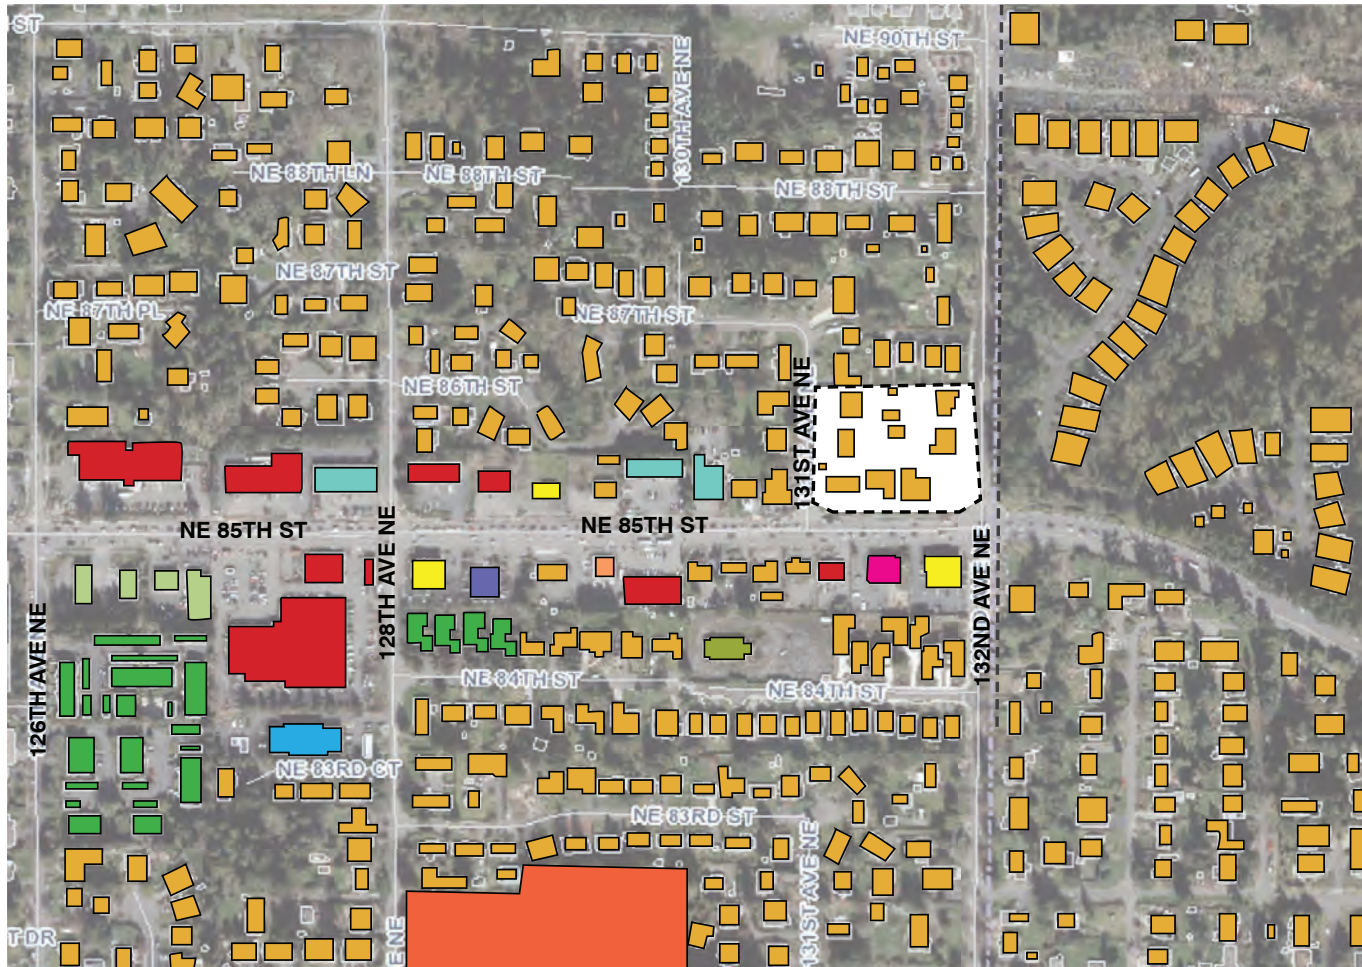 ST
NE 90TH ST
130TH AVE NE
NE 88TH LN
NE 88TH ST
NE 88TH ST
NE 87TH ST
NE 87TH PL
NE 87TH ST
NE 86TH ST
131ST AVE NE
NE 85TH ST
NE 85TH ST
128TH AVE NE
132ND AVE NE
126TH AVE NE
NE 84TH ST
NE 84TH ST
NE 83RD CT
NE 83RD ST
131ST AVE NE
T DR
E NE